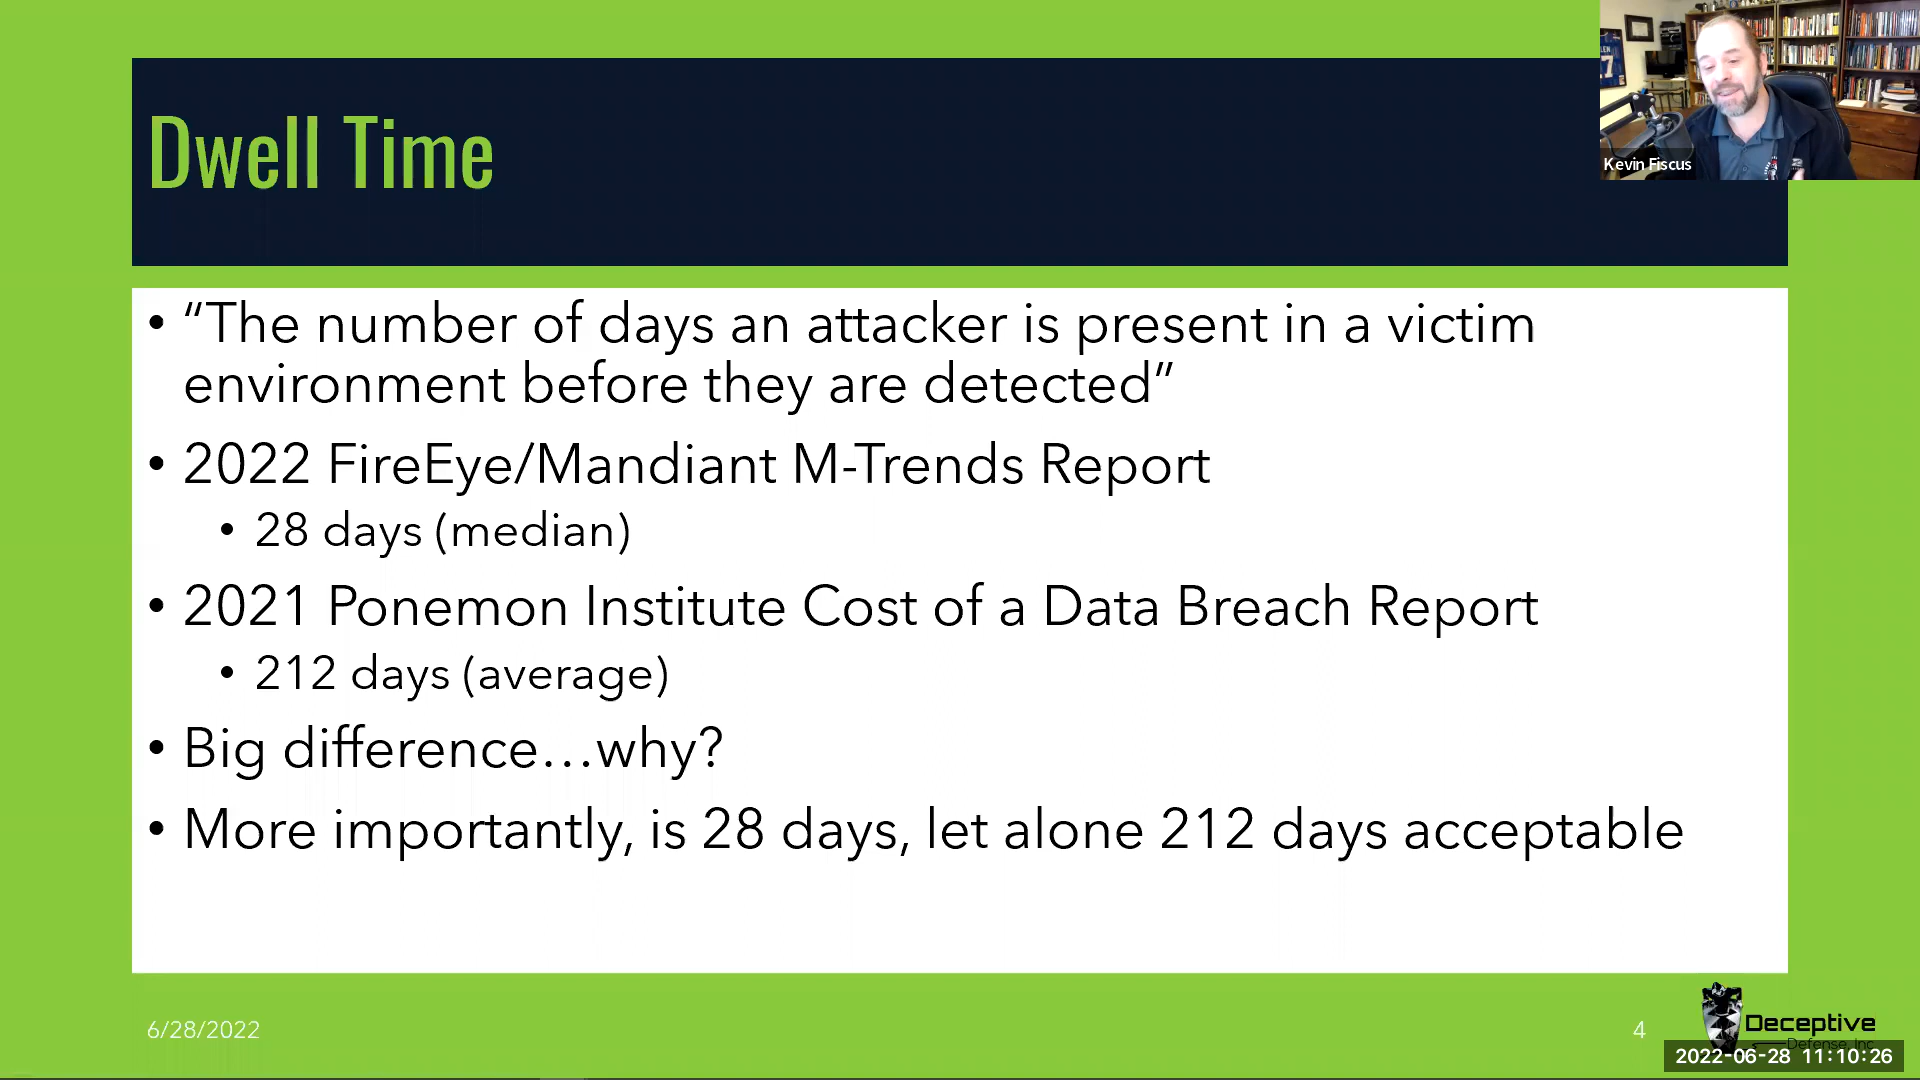 Dwell Time
Kevin Fiscus
• “The number of days an attacker is present in a victim
environment before they are detected”
• 2022 FireEye/Mandiant M-Trends Report
• 28 days (median)
• 2021 Ponemon Institute Cost of a Data Breach Report
• 212 days (average)
• Big difference…why?
• More importantly, is 28 days, let alone 212 days acceptable
6/28/2022
4
Deceptive
Defense, Inc
2022-06-28 11:10:26